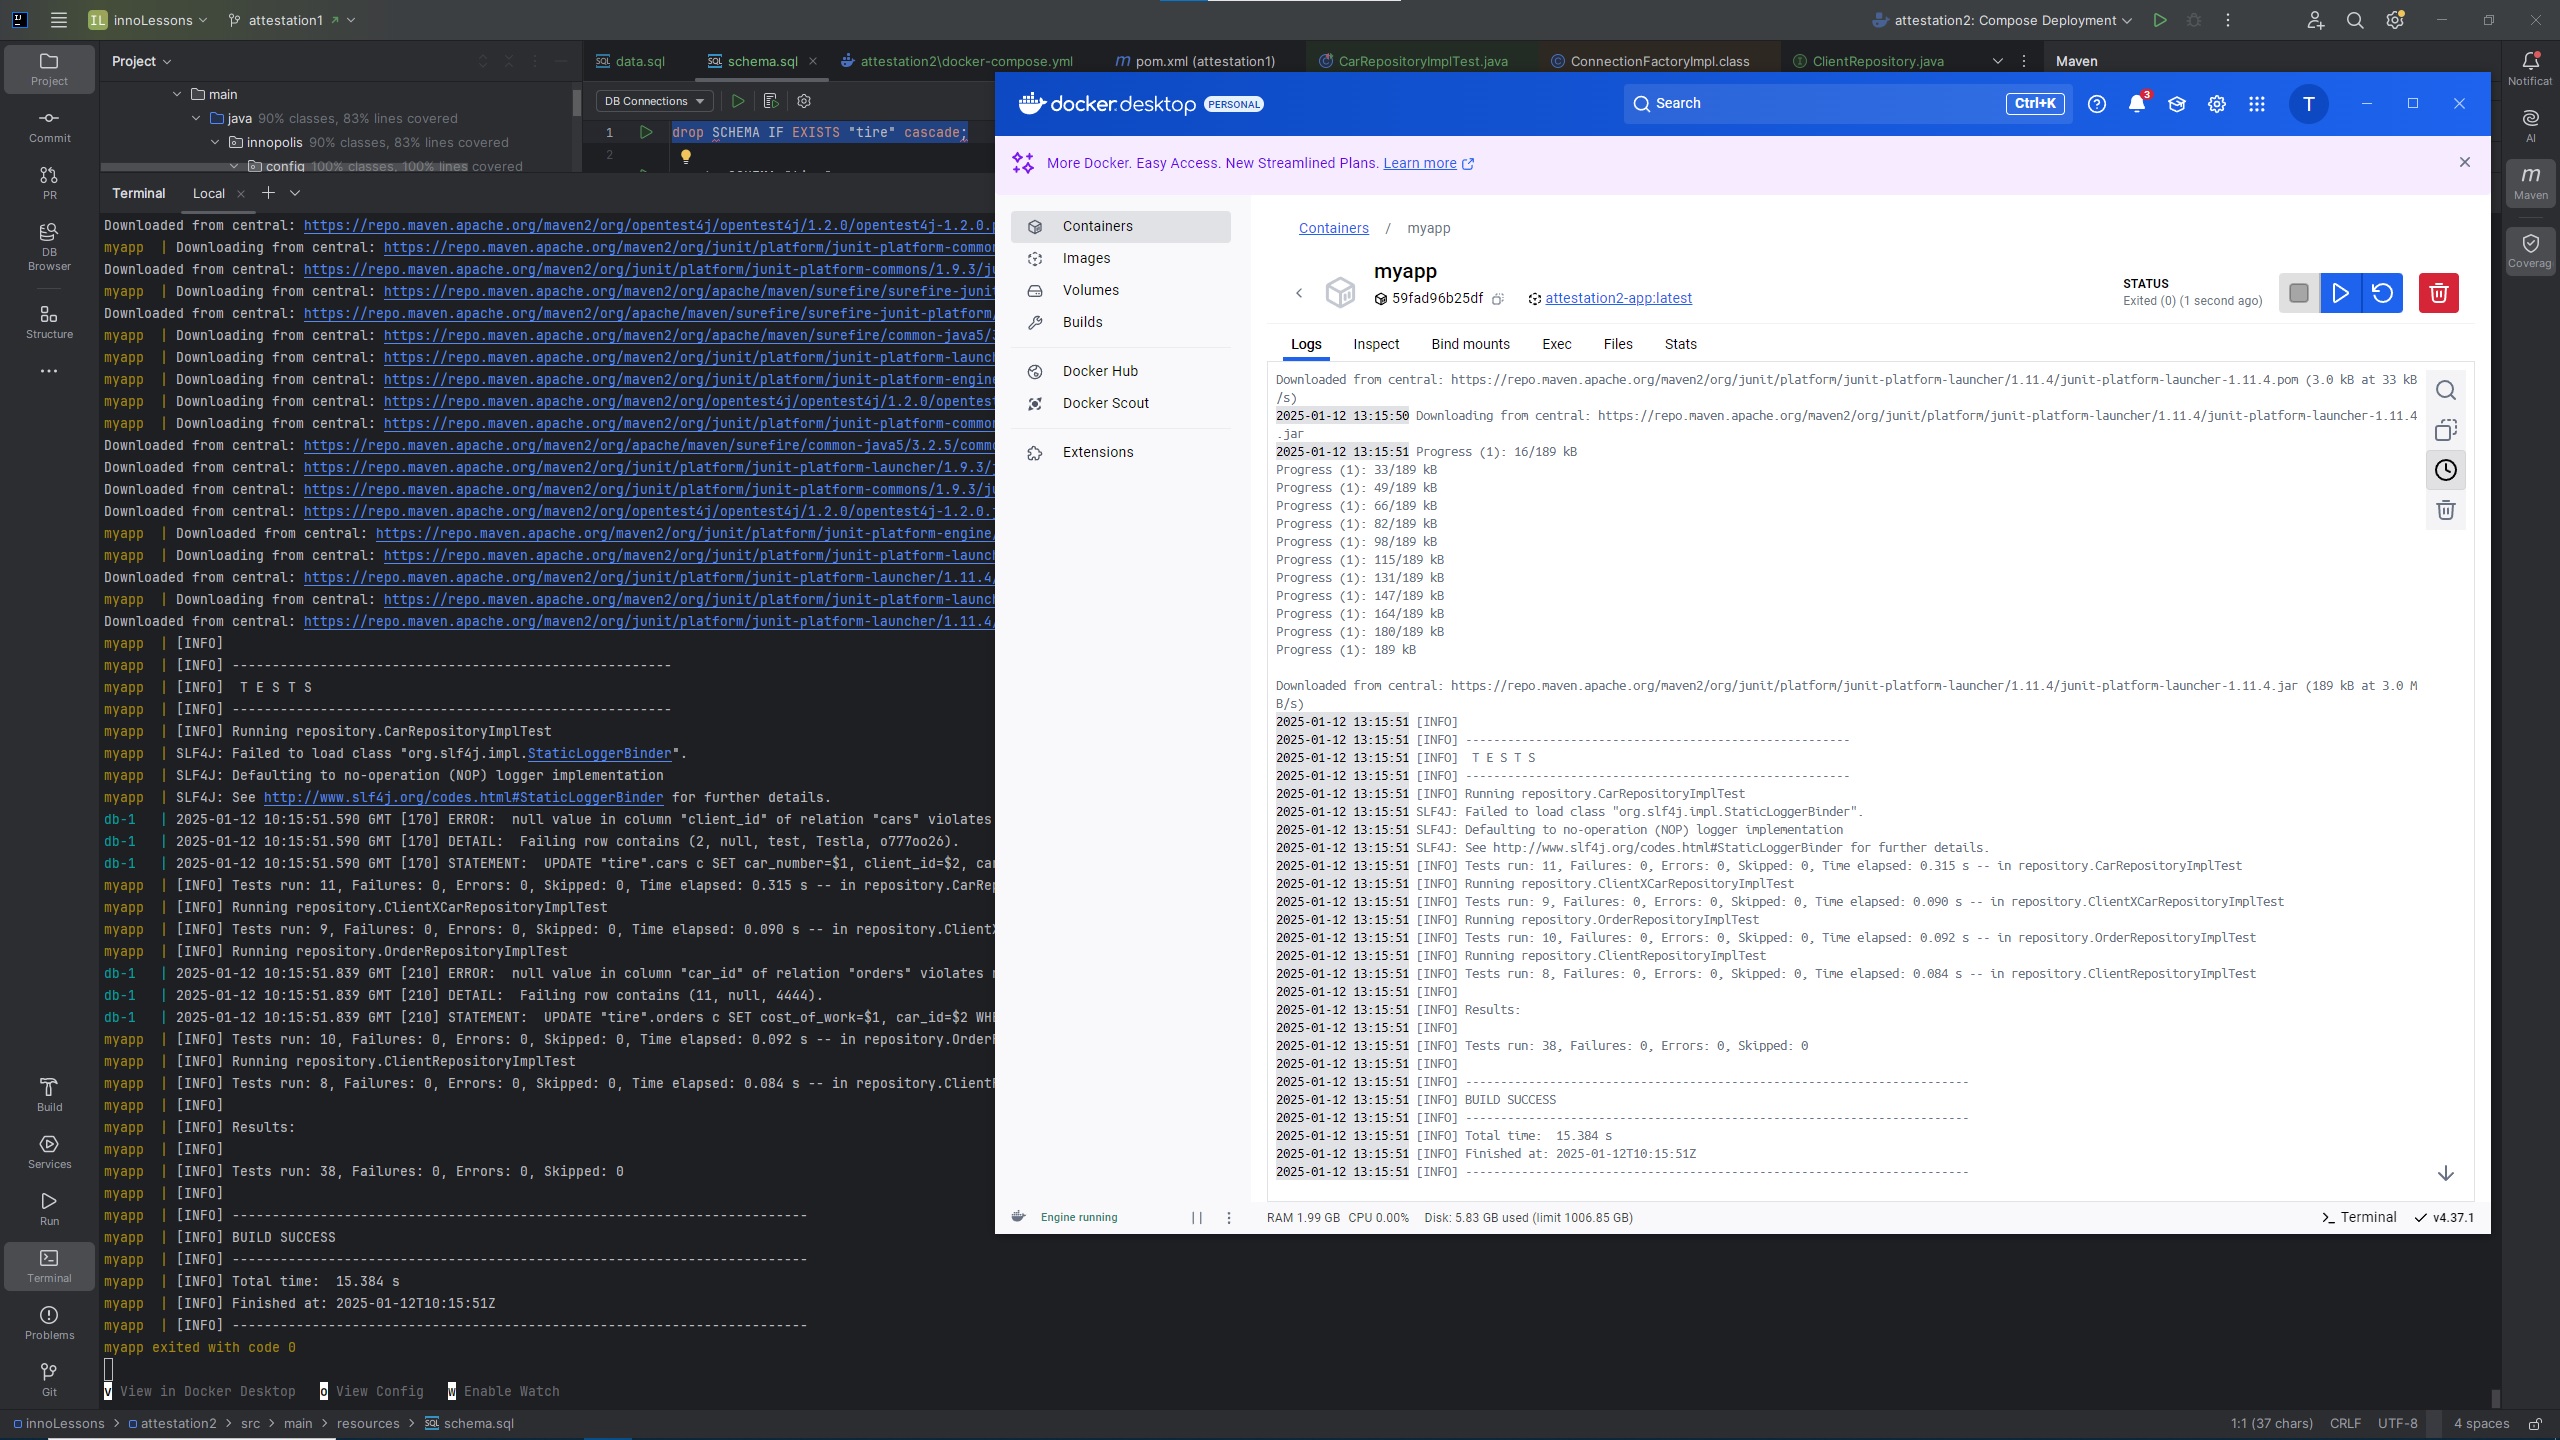 IL innoLessons
attestation1
attestation2: Compose Deployment
Project
Commit
PR
DB
Browser
Structure
Build
Services
Run
Terminal
Problems
Git
Project
main
java 90% classes, 83% lines covered
innopolis 90% classes, 83% lines covered
config 100% classes, 100% lines covered
data.sql
schema.sql
attestation2\docker-compose.yml
pom.xml (attestation1)
CarRepositoryImplTest.java
ConnectionFactoryImpl.class
ClientRepository.java
Maven
DB Connections
1 drop SCHEMA IF EXISTS "tire" cascade;
2
Notificat
AI
Maven
Coverag
Terminal
Local
Downloaded from central: https://repo.maven.apache.org/maven2/org/opentest4j/opentest4j/1.2.0/opentest4j-1.2.0.
myapp | Downloading from central: https://repo.maven.apache.org/maven2/org/junit/platform/junit-platform-common
Downloaded from central: https://repo.maven.apache.org/maven2/org/junit/platform/junit-platform-commons/1.9.3/j
myapp | Downloading from central: https://repo.maven.apache.org/maven2/org/apache/maven/surefire/surefire-junit
Downloaded from central: https://repo.maven.apache.org/maven2/org/apache/maven/surefire/surefire-junit-platform/
myapp | Downloading from central: https://repo.maven.apache.org/maven2/org/apache/maven/surefire/common-java5/3
myapp | Downloading from central: https://repo.maven.apache.org/maven2/org/junit/platform/junit-platform-launch
myapp | Downloading from central: https://repo.maven.apache.org/maven2/org/junit/platform/junit-platform-engine
myapp | Downloading from central: https://repo.maven.apache.org/maven2/org/opentest4j/opentest4j/1.2.0/opentest
myapp | Downloading from central: https://repo.maven.apache.org/maven2/org/junit/platform/junit-platform-common
Downloaded from central: https://repo.maven.apache.org/maven2/org/apache/maven/surefire/common-java5/3.2.5/commo
Downloaded from central: https://repo.maven.apache.org/maven2/org/junit/platform/junit-platform-launcher/1.9.3/
Downloaded from central: https://repo.maven.apache.org/maven2/org/junit/platform/junit-platform-commons/1.9.3/j
Downloaded from central: https://repo.maven.apache.org/maven2/org/opentest4j/opentest4j/1.2.0/opentest4j-1.2.0.
myapp | Downloaded from central: https://repo.maven.apache.org/maven2/org/junit/platform/junit-platform-engine/
myapp | Downloading from central: https://repo.maven.apache.org/maven2/org/junit/platform/junit-platform-launch
Downloaded from central: https://repo.maven.apache.org/maven2/org/junit/platform/junit-platform-launcher/1.11.4/
myapp | Downloading from central: https://repo.maven.apache.org/maven2/org/junit/platform/junit-platform-launch
Downloaded from central: https://repo.maven.apache.org/maven2/org/junit/platform/junit-platform-launcher/1.11.4/
myapp | [INFO]
myapp | [INFO] -------------------------------------------------------
myapp | [INFO]  T E S T S
myapp | [INFO] -------------------------------------------------------
myapp | [INFO] Running repository.CarRepositoryImplTest
myapp | SLF4J: Failed to load class "org.slf4j.impl.StaticLoggerBinder".
myapp | SLF4J: Defaulting to no-operation (NOP) logger implementation
myapp | SLF4J: See http://www.slf4j.org/codes.html#StaticLoggerBinder for further details.
db-1 | 2025-01-12 10:15:51.590 GMT [170] ERROR:  null value in column "client_id" of relation "cars" violates
db-1 | 2025-01-12 10:15:51.590 GMT [170] DETAIL:  Failing row contains (2, null, test, Testla, o777oo26).
db-1 | 2025-01-12 10:15:51.590 GMT [170] STATEMENT:  UPDATE "tire".cars c SET car_number=$1, client_id=$2, car
myapp | [INFO] Tests run: 11, Failures: 0, Errors: 0, Skipped: 0, Time elapsed: 0.315 s -- in repository.CarRep
myapp | [INFO] Running repository.ClientXCarRepositoryImplTest
myapp | [INFO] Tests run: 9, Failures: 0, Errors: 0, Skipped: 0, Time elapsed: 0.090 s -- in repository.ClientX
myapp | [INFO] Running repository.OrderRepositoryImplTest
db-1 | 2025-01-12 10:15:51.839 GMT [210] ERROR:  null value in column "car_id" of relation "orders" violates
db-1 | 2025-01-12 10:15:51.839 GMT [210] DETAIL:  Failing row contains (11, null, 4444).
db-1 | 2025-01-12 10:15:51.839 GMT [210] STATEMENT:  UPDATE "tire".orders c SET cost_of_work=$1, car_id=$2 WHE
myapp | [INFO] Tests run: 10, Failures: 0, Errors: 0, Skipped: 0, Time elapsed: 0.092 s -- in repository.OrderR
myapp | [INFO] Running repository.ClientRepositoryImplTest
myapp | [INFO] Tests run: 8, Failures: 0, Errors: 0, Skipped: 0, Time elapsed: 0.084 s -- in repository.ClientR
myapp | [INFO]
myapp | [INFO] Results:
myapp | [INFO]
myapp | [INFO] Tests run: 38, Failures: 0, Errors: 0, Skipped: 0
myapp | [INFO]
myapp | [INFO] ------------------------------------------------------------------------
myapp | [INFO] BUILD SUCCESS
myapp | [INFO] ------------------------------------------------------------------------
myapp | [INFO] Total time:  15.384 s
myapp | [INFO] Finished at: 2025-01-12T10:15:51Z
myapp | [INFO] ------------------------------------------------------------------------
myapp exited with code 0
v View in Docker Desktop   o View Config   w Enable Watch
docker desktop PERSONAL
Search
Ctrl+K
3
T
More Docker. Easy Access. New Streamlined Plans. Learn more
Containers
Images
Volumes
Builds
Docker Hub
Docker Scout
Extensions
Containers / myapp
myapp
59fad96b25df
attestation2-app:latest
STATUS
Exited (0) (1 second ago)
Logs
Inspect
Bind mounts
Exec
Files
Stats
Downloaded from central: https://repo.maven.apache.org/maven2/org/junit/platform/junit-platform-launcher/1.11.4/junit-platform-launcher-1.11.4.pom (3.0 kB at 33 kB
/s)
2025-01-12 13:15:50 Downloading from central: https://repo.maven.apache.org/maven2/org/junit/platform/junit-platform-launcher/1.11.4/junit-platform-launcher-1.11.4
.jar
2025-01-12 13:15:51 Progress (1): 16/189 kB
Progress (1): 33/189 kB
Progress (1): 49/189 kB
Progress (1): 66/189 kB
Progress (1): 82/189 kB
Progress (1): 98/189 kB
Progress (1): 115/189 kB
Progress (1): 131/189 kB
Progress (1): 147/189 kB
Progress (1): 164/189 kB
Progress (1): 180/189 kB
Progress (1): 189 kB
Downloaded from central: https://repo.maven.apache.org/maven2/org/junit/platform/junit-platform-launcher/1.11.4/junit-platform-launcher-1.11.4.jar (189 kB at 3.0 M
B/s)
2025-01-12 13:15:51 [INFO]
2025-01-12 13:15:51 [INFO] -------------------------------------------------------
2025-01-12 13:15:51 [INFO]  T E S T S
2025-01-12 13:15:51 [INFO] -------------------------------------------------------
2025-01-12 13:15:51 [INFO] Running repository.CarRepositoryImplTest
2025-01-12 13:15:51 SLF4J: Failed to load class "org.slf4j.impl.StaticLoggerBinder".
2025-01-12 13:15:51 SLF4J: Defaulting to no-operation (NOP) logger implementation
2025-01-12 13:15:51 SLF4J: See http://www.slf4j.org/codes.html#StaticLoggerBinder for further details.
2025-01-12 13:15:51 [INFO] Tests run: 11, Failures: 0, Errors: 0, Skipped: 0, Time elapsed: 0.315 s -- in repository.CarRepositoryImplTest
2025-01-12 13:15:51 [INFO] Running repository.ClientXCarRepositoryImplTest
2025-01-12 13:15:51 [INFO] Tests run: 9, Failures: 0, Errors: 0, Skipped: 0, Time elapsed: 0.090 s -- in repository.ClientXCarRepositoryImplTest
2025-01-12 13:15:51 [INFO] Running repository.OrderRepositoryImplTest
2025-01-12 13:15:51 [INFO] Tests run: 10, Failures: 0, Errors: 0, Skipped: 0, Time elapsed: 0.092 s -- in repository.OrderRepositoryImplTest
2025-01-12 13:15:51 [INFO] Running repository.ClientRepositoryImplTest
2025-01-12 13:15:51 [INFO] Tests run: 8, Failures: 0, Errors: 0, Skipped: 0, Time elapsed: 0.084 s -- in repository.ClientRepositoryImplTest
2025-01-12 13:15:51 [INFO]
2025-01-12 13:15:51 [INFO] Results:
2025-01-12 13:15:51 [INFO]
2025-01-12 13:15:51 [INFO] Tests run: 38, Failures: 0, Errors: 0, Skipped: 0
2025-01-12 13:15:51 [INFO]
2025-01-12 13:15:51 [INFO] ------------------------------------------------------------------------
2025-01-12 13:15:51 [INFO] BUILD SUCCESS
2025-01-12 13:15:51 [INFO] ------------------------------------------------------------------------
2025-01-12 13:15:51 [INFO] Total time:  15.384 s
2025-01-12 13:15:51 [INFO] Finished at: 2025-01-12T10:15:51Z
2025-01-12 13:15:51 [INFO] ------------------------------------------------------------------------
Engine running
RAM 1.99 GB CPU 0.00%
Disk: 5.83 GB used (limit 1006.85 GB)
Terminal
v4.37.1
innoLessons > attestation2 > src > main > resources > schema.sql
1:1 (37 chars)
CRLF
UTF-8
4 spaces